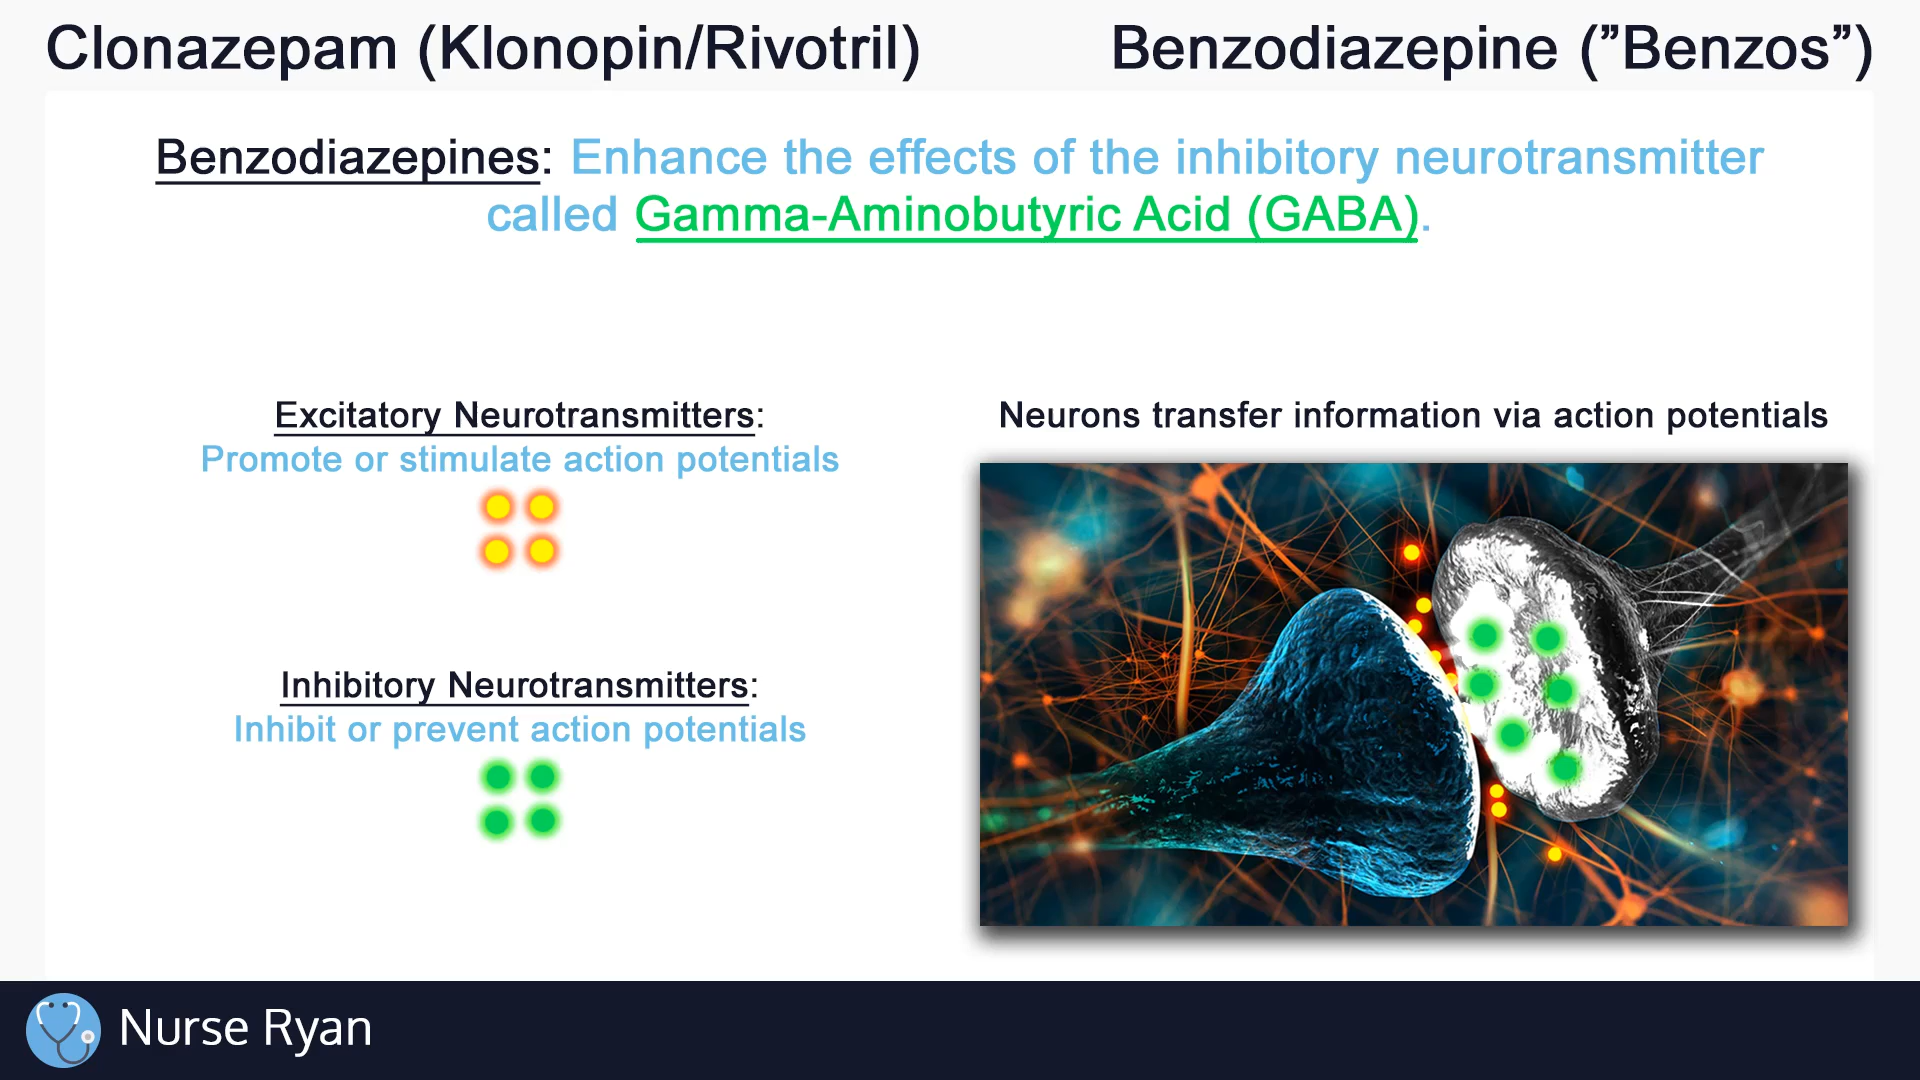 Clonazepam (Klonopin/Rivotril)
Benzodiazepine (”Benzos”)
Benzodiazepines: Enhance the effects of the inhibitory neurotransmitter
called Gamma-Aminobutyric Acid (GABA).
Excitatory Neurotransmitters:
Promote or stimulate action potentials
Inhibitory Neurotransmitters:
Inhibit or prevent action potentials
Neurons transfer information via action potentials
Nurse Ryan